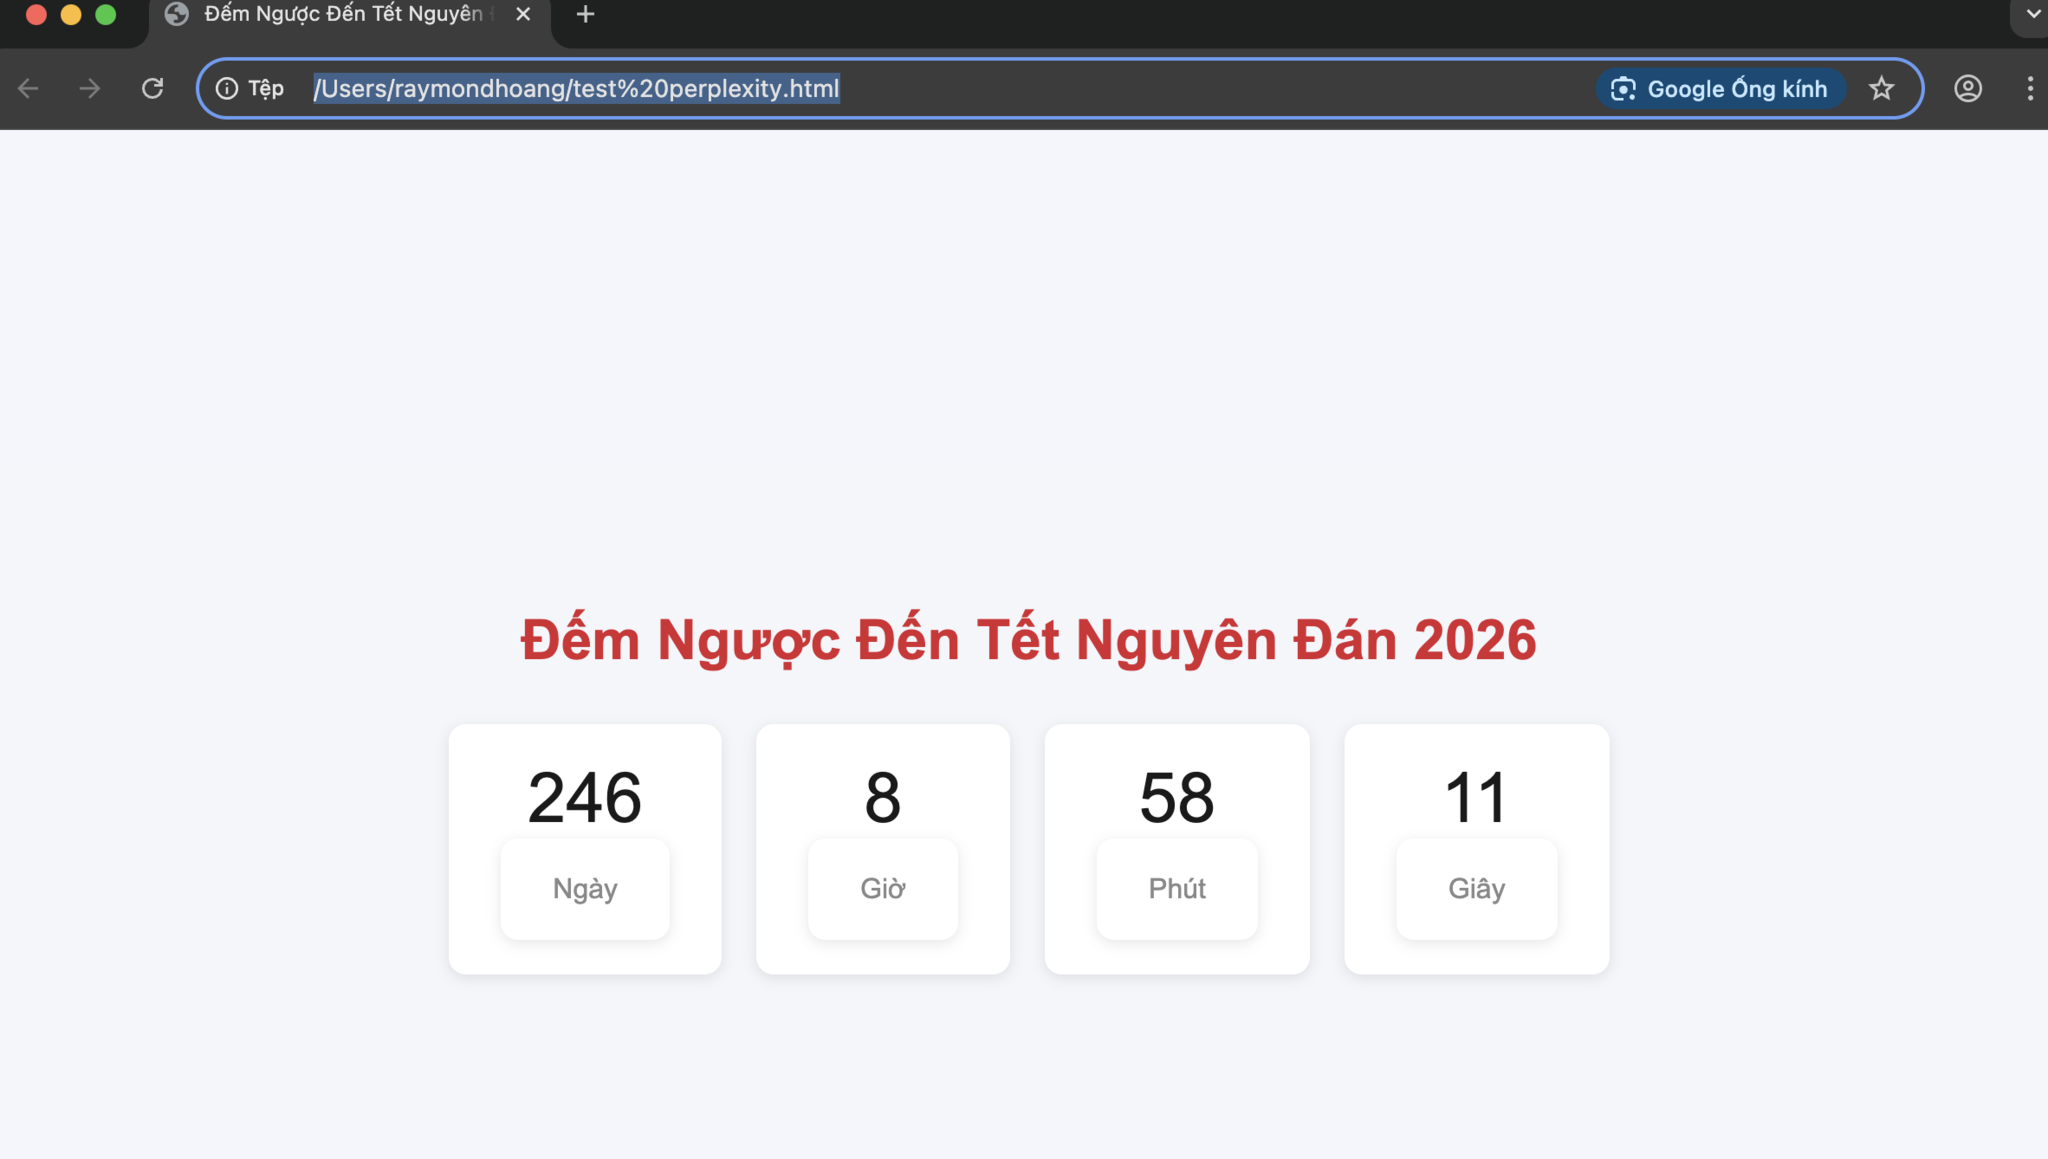 Đếm Ngược Đến Tết Nguyên
Tệp /Users/raymondhoang/test%20perplexity.html Google Ống kính
Đếm Ngược Đến Tết Nguyên Đán 2026
246 8 58 11
Ngày Giờ Phút Giây